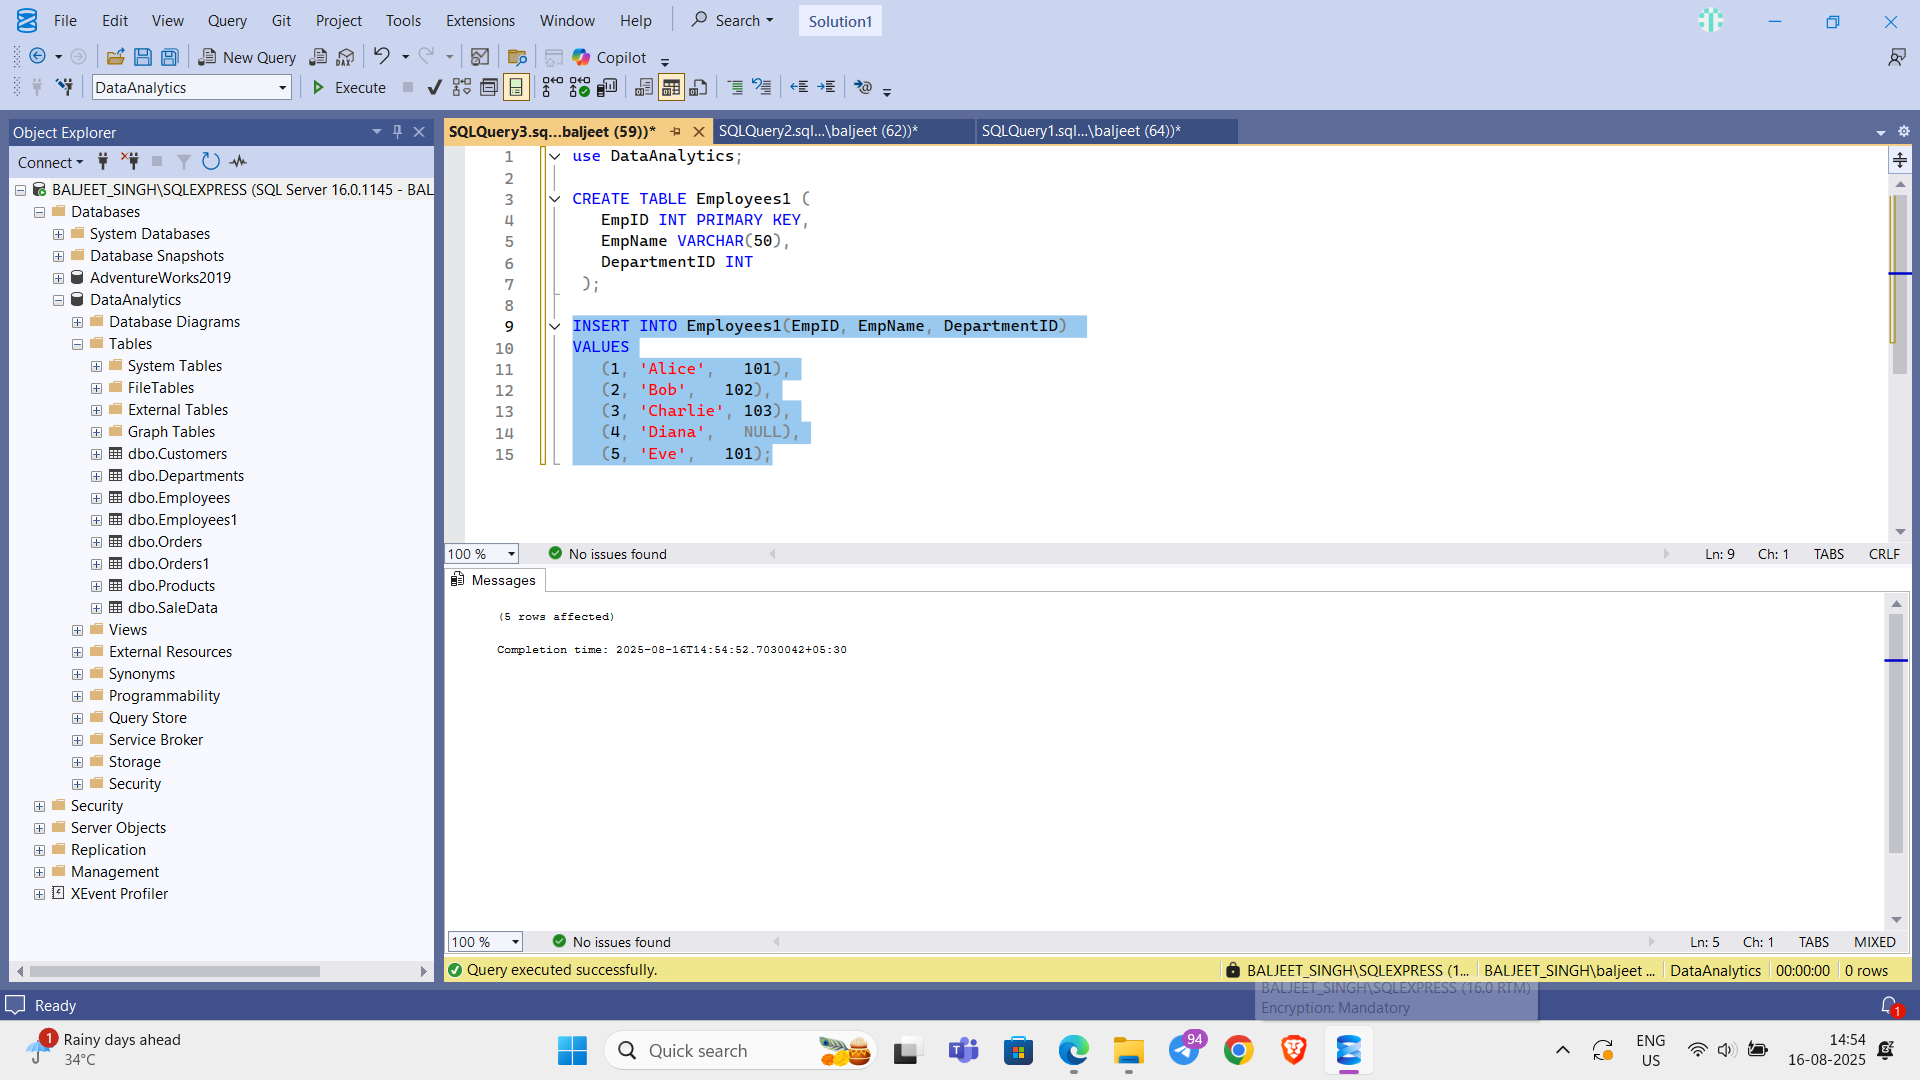 File Edit View Query Git Project Tools Extensions Window Help Search Solution1
New Query DAX Copilot
DataAnalytics Execute
Object Explorer
Connect
BALJEET_SINGH\SQLEXPRESS (SQL Server 16.0.1145 - BAL
Databases
System Databases
Database Snapshots
AdventureWorks2019
DataAnalytics
Database Diagrams
Tables
System Tables
FileTables
External Tables
Graph Tables
dbo.Customers
dbo.Departments
dbo.Employees
dbo.Employees1
dbo.Orders
dbo.Orders1
dbo.Products
dbo.SaleData
Views
External Resources
Synonyms
Programmability
Query Store
Service Broker
Storage
Security
Security
Server Objects
Replication
Management
XEvent Profiler
SQLQuery3.sq...baljeet (59))* SQLQuery2.sql...\baljeet (62))* SQLQuery1.sql...\baljeet (64))*
1 use DataAnalytics;
2
3 CREATE TABLE Employees1 (
4 EmpID INT PRIMARY KEY,
5 EmpName VARCHAR(50),
6 DepartmentID INT
7 );
8
9 INSERT INTO Employees1(EmpID, EmpName, DepartmentID)
10 VALUES
11 (1, 'Alice', 101),
12 (2, 'Bob', 102),
13 (3, 'Charlie', 103),
14 (4, 'Diana', NULL),
15 (5, 'Eve', 101);
100 % No issues found Ln: 9 Ch: 1 TABS CRLF
Messages
(5 rows affected)
Completion time: 2025-08-16T14:54:52.7030042+05:30
100 % No issues found Ln: 5 Ch: 1 TABS MIXED
Query executed successfully. BALJEET_SINGH\SQLEXPRESS (1... BALJEET_SINGH\baljeet ... DataAnalytics 00:00:00 0 rows
BALJEET_SINGH\SQLEXPRESS (16.0 RTM)
Encryption: Mandatory
Ready 1
1 Rainy days ahead
34°C
Quick search
94
ENG
US
14:54
16-08-2025